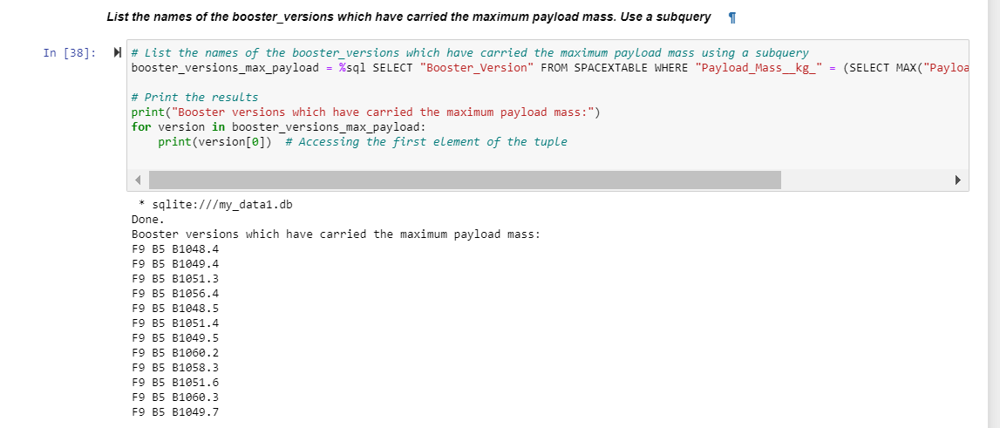 List the names of the booster_versions which have carried the maximum payload mass. Use a subquery ¶
In [38]:
# List the names of the booster_versions which have carried the maximum payload mass using a subquery
booster_versions_max_payload = %sql SELECT "Booster_Version" FROM SPACEXTABLE WHERE "Payload_Mass__kg_" = (SELECT MAX("Payloa
# Print the results
print("Booster versions which have carried the maximum payload mass:")
for version in booster_versions_max_payload:
    print(version[0])  # Accessing the first element of the tuple
* sqlite:///my_data1.db
Done.
Booster versions which have carried the maximum payload mass:
F9 B5 B1048.4
F9 B5 B1049.4
F9 B5 B1051.3
F9 B5 B1056.4
F9 B5 B1048.5
F9 B5 B1051.4
F9 B5 B1049.5
F9 B5 B1060.2
F9 B5 B1058.3
F9 B5 B1051.6
F9 B5 B1060.3
F9 B5 B1049.7